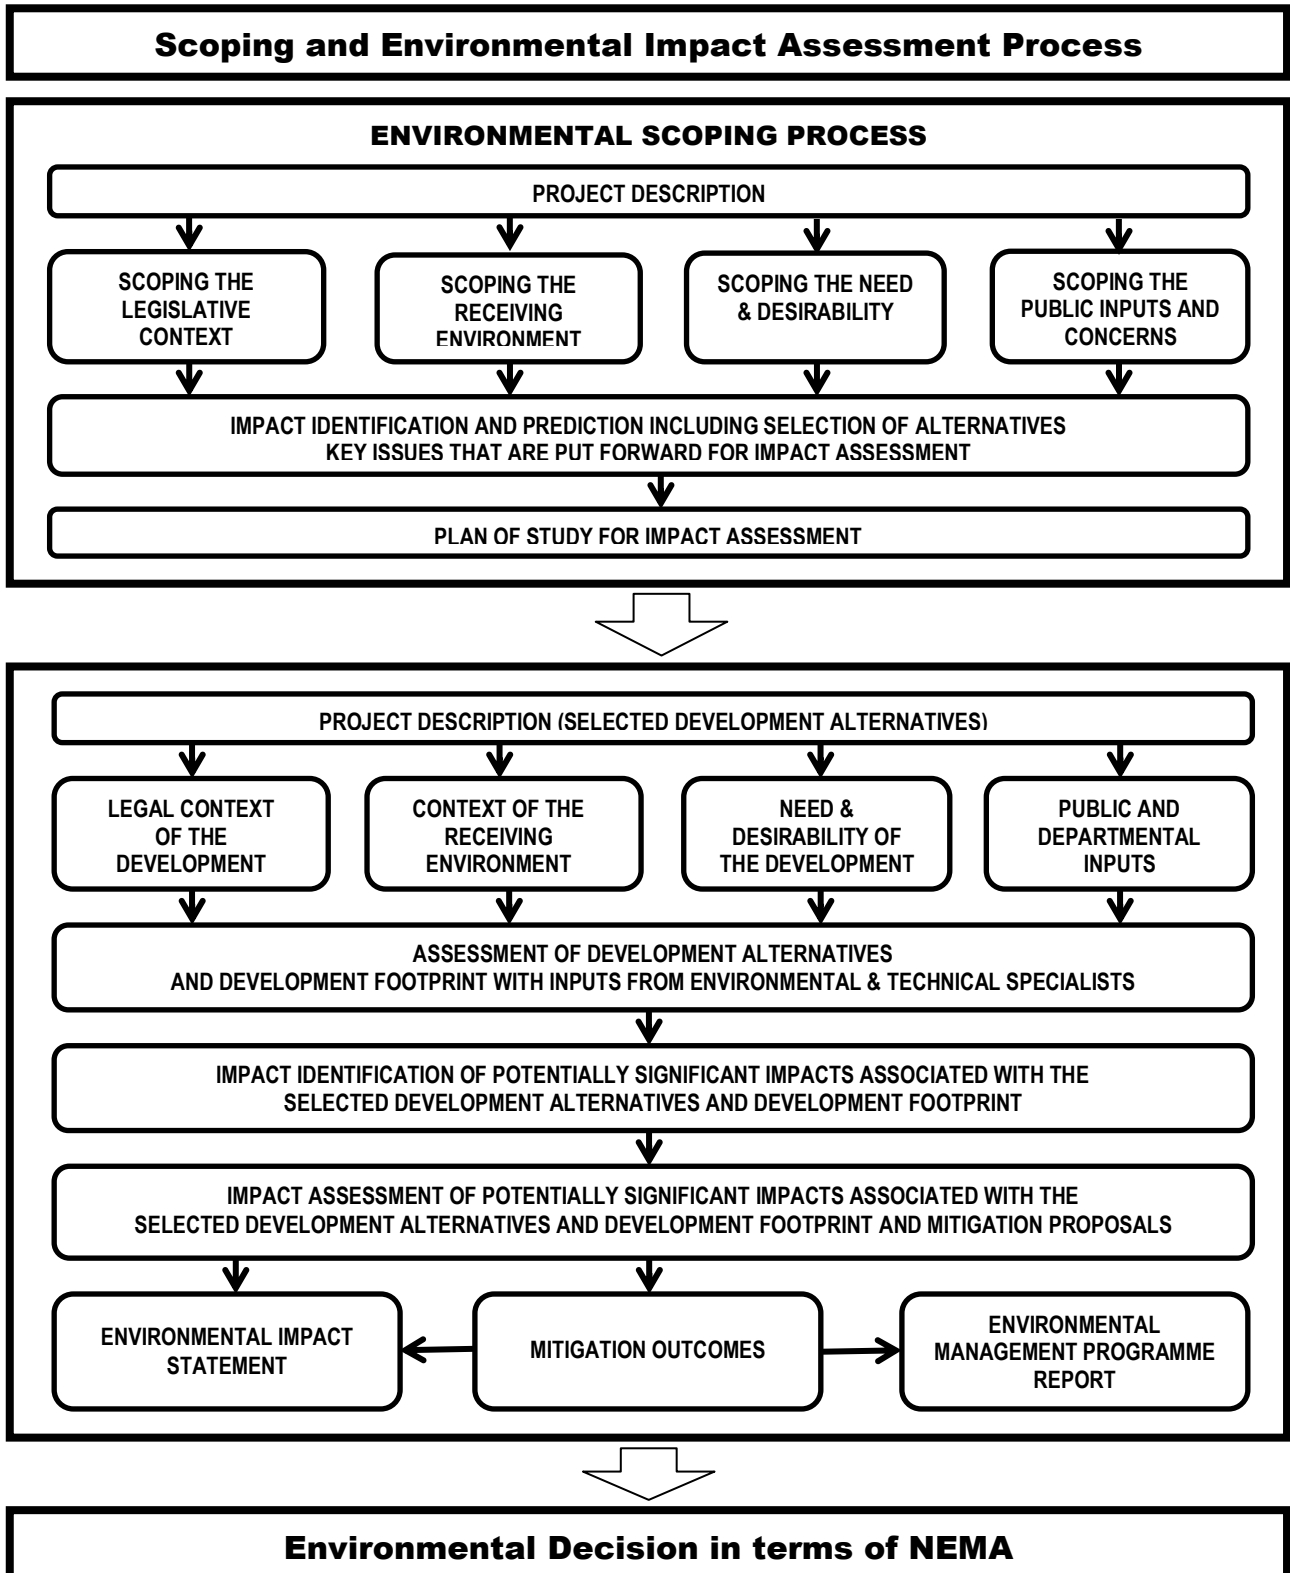 Scoping and Environmental Impact Assessment Process
ENVIRONMENTAL SCOPING PROCESS
PROJECT DESCRIPTION
SCOPING THE
LEGISLATIVE
CONTEXT
SCOPING THE
RECEIVING
ENVIRONMENT
SCOPING THE NEED
& DESIRABILITY
SCOPING THE
PUBLIC INPUTS AND
CONCERNS
IMPACT IDENTIFICATION AND PREDICTION INCLUDING SELECTION OF ALTERNATIVES
KEY ISSUES THAT ARE PUT FORWARD FOR IMPACT ASSESSMENT
PLAN OF STUDY FOR IMPACT ASSESSMENT
PROJECT DESCRIPTION (SELECTED DEVELOPMENT ALTERNATIVES)
LEGAL CONTEXT
OF THE
DEVELOPMENT
CONTEXT OF THE
RECEIVING
ENVIRONMENT
NEED &
DESIRABILITY OF
THE DEVELOPMENT
PUBLIC AND
DEPARTMENTAL
INPUTS
ASSESSMENT OF DEVELOPMENT ALTERNATIVES
AND DEVELOPMENT FOOTPRINT WITH INPUTS FROM ENVIRONMENTAL & TECHNICAL SPECIALISTS
IMPACT IDENTIFICATION OF POTENTIALLY SIGNIFICANT IMPACTS ASSOCIATED WITH THE
SELECTED DEVELOPMENT ALTERNATIVES AND DEVELOPMENT FOOTPRINT
IMPACT ASSESSMENT OF POTENTIALLY SIGNIFICANT IMPACTS ASSOCIATED WITH THE
SELECTED DEVELOPMENT ALTERNATIVES AND DEVELOPMENT FOOTPRINT AND MITIGATION PROPOSALS
ENVIRONMENTAL IMPACT
STATEMENT
MITIGATION OUTCOMES
ENVIRONMENTAL
MANAGEMENT PROGRAMME
REPORT
Environmental Decision in terms of NEMA